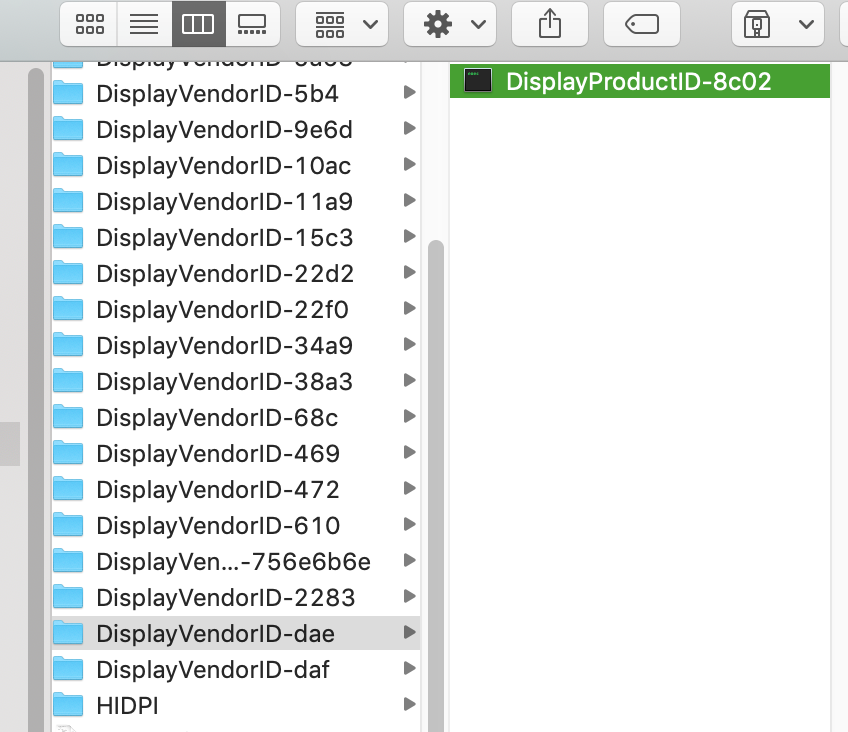 DisplayVendorID-5b4
DisplayVendorID-9e6d
DisplayVendorID-10ac
DisplayVendorID-11a9
DisplayVendorID-15c3
DisplayVendorID-22d2
DisplayVendorID-22f0
DisplayVendorID-34a9
DisplayVendorID-38a3
DisplayVendorID-68c
DisplayVendorID-469
DisplayVendorID-472
DisplayVendorID-610
DisplayVen...-756e6b6e
DisplayVendorID-2283
DisplayVendorID-dae
DisplayVendorID-daf
HIDPI
DisplayProductID-8c02